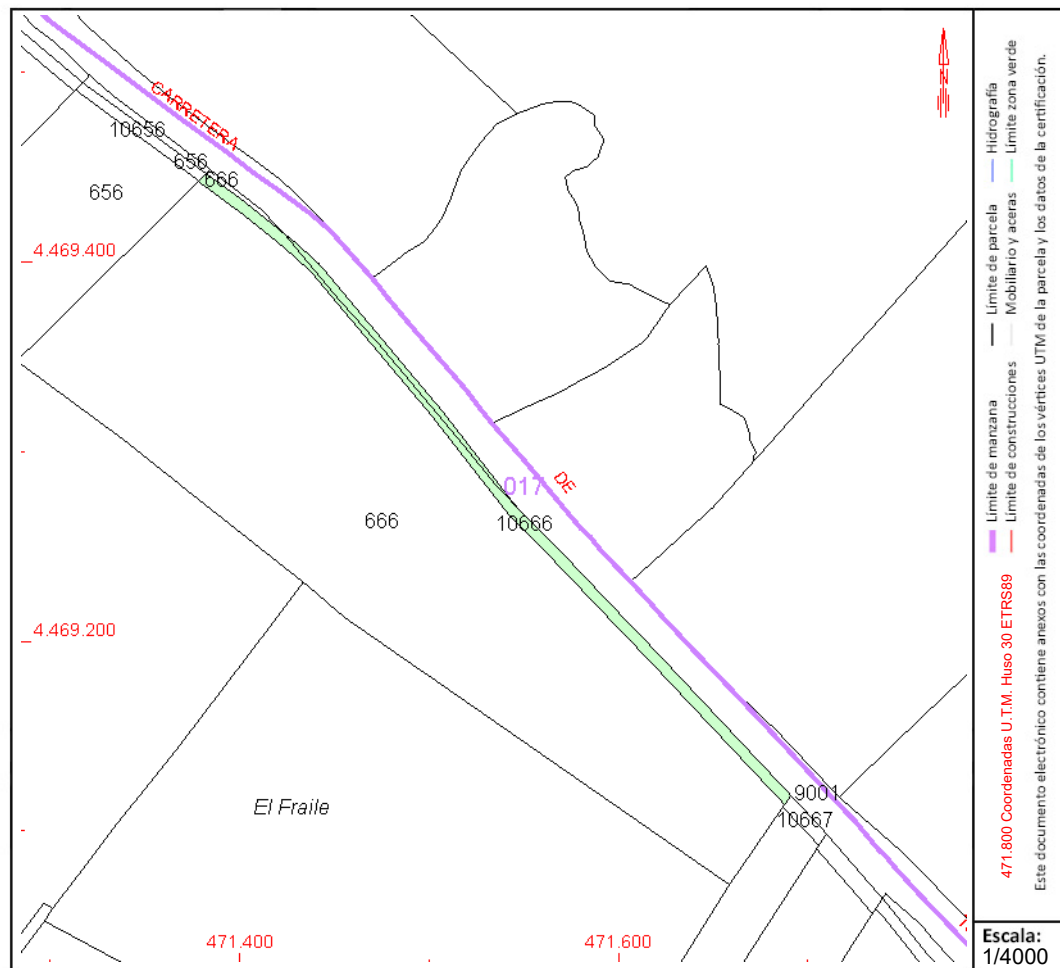 CARRETERA
N
10656
656
666
656
4.469.400
017
DE
666
10666
4.469.200
9001
10667
El Fraile
471.400
471.600
Límite de manzana
Límite de parcela
Hidrografía
Límite de construcciones
Mobiliario y aceras
Límite zona verde
471.800 Coordenadas U.T.M. Huso 30 ETRS89
Este documento electrónico contiene anexos con las coordenadas de los vértices UTM de la parcela y los datos de la certificación.
Escala:
1/4000